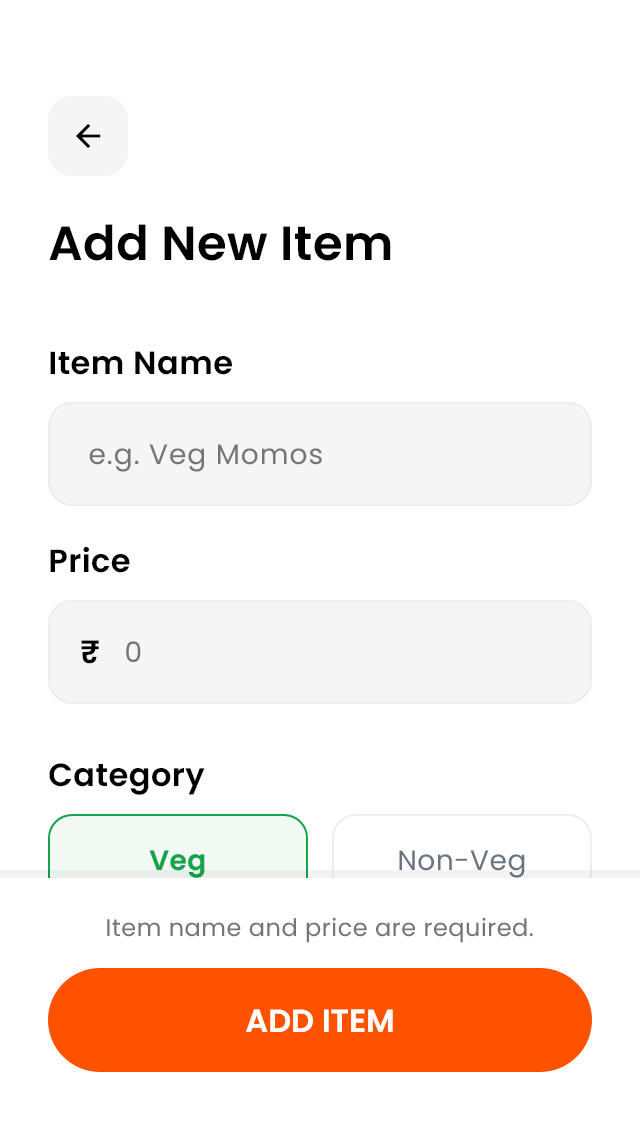 Add New Item
Item Name
e.g. Veg Momos
Price
₹ 0
Category
Veg
Non-Veg
Item name and price are required.
ADD ITEM